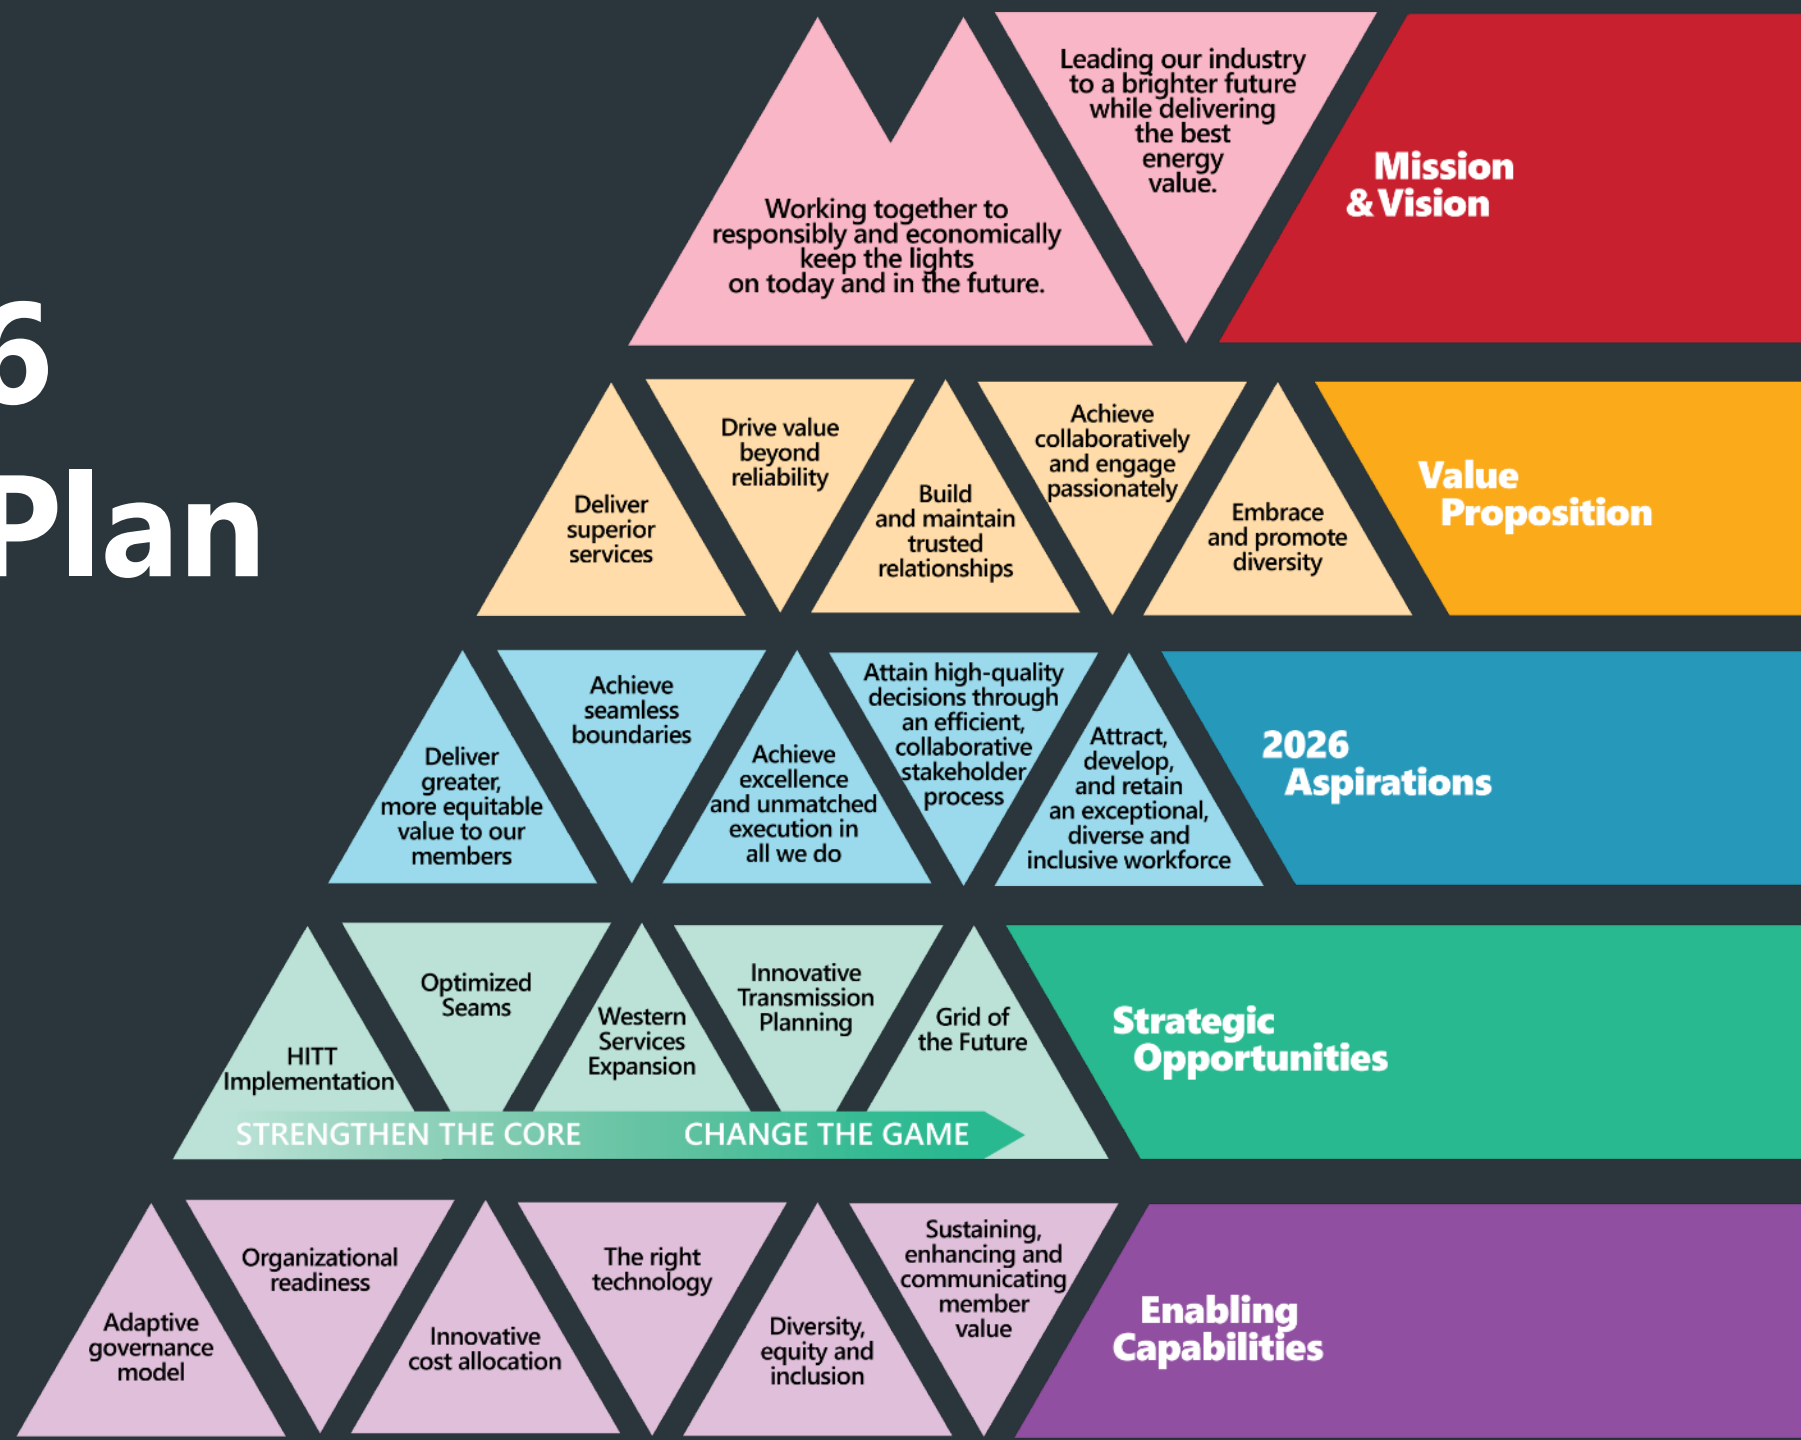 6
Plan
Working together to
responsibly and economically
keep the lights
on today and in the future.
Leading our industry
to a brighter future
while delivering
the best
energy
value.
Mission
& Vision
Deliver
superior
services
Drive value
beyond
reliability
Build
and maintain
trusted
relationships
Achieve
collaboratively
and engage
passionately
Embrace
and promote
diversity
Value
Proposition
Deliver
greater,
more equitable
value to our
members
Achieve
seamless
boundaries
Achieve
excellence
and unmatched
execution in
all we do
Attain high-quality
decisions through
an efficient,
collaborative
stakeholder
process
Attract,
develop,
and retain
an exceptional,
diverse and
inclusive workforce
2026
Aspirations
HITT
Implementation
Optimized
Seams
Western
Services
Expansion
Innovative
Transmission
Planning
Grid of
the Future
STRENGTHEN THE CORE
CHANGE THE GAME
Strategic
Opportunities
Adaptive
governance
model
Organizational
readiness
Innovative
cost allocation
The right
technology
Diversity,
equity and
inclusion
Sustaining,
enhancing and
communicating
member
value
Enabling
Capabilities